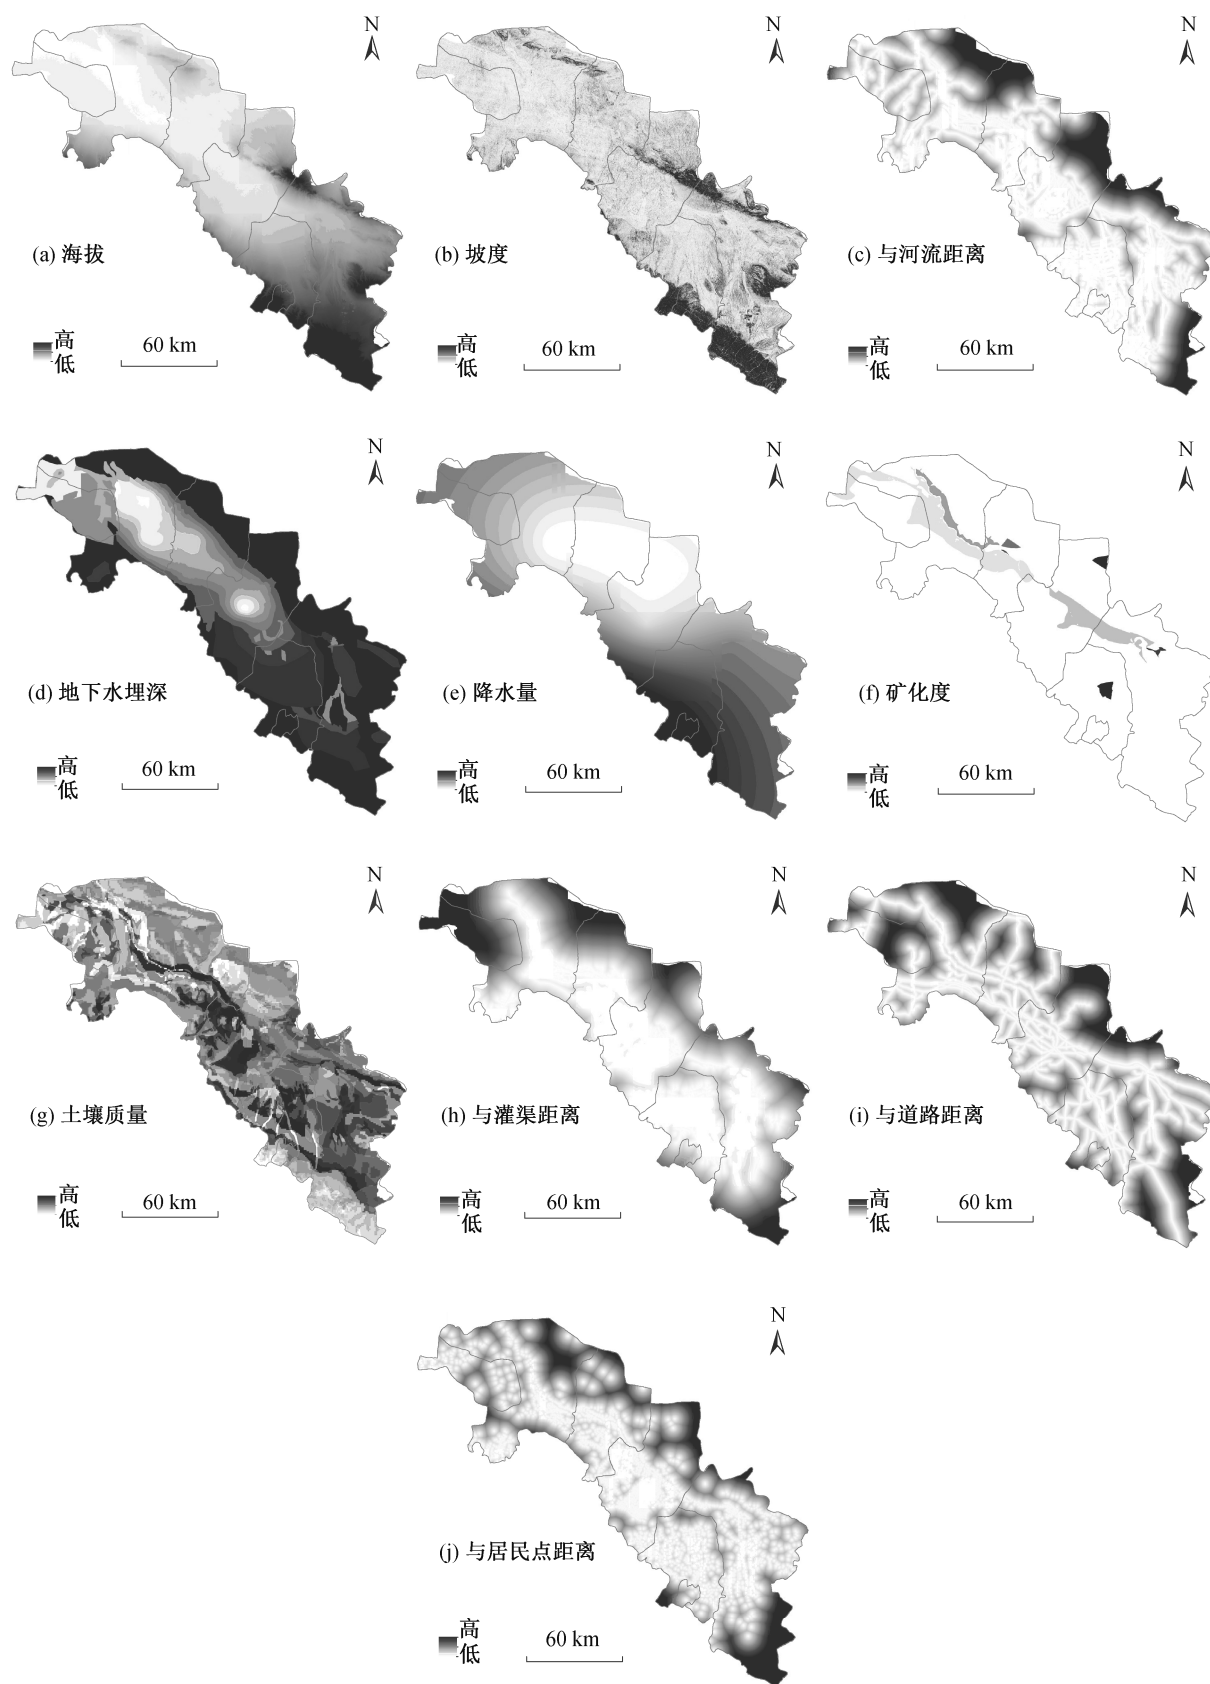 N
N
N
(a) 海拔
(b) 坡度
(c) 与河流距离
高
低
60 km
高
低
60 km
高
低
60 km
N
N
N
(d) 地下水埋深
(e) 降水量
(f) 矿化度
高
低
60 km
高
低
60 km
高
低
60 km
N
N
N
(g) 土壤质量
(h) 与灌渠距离
(i) 与道路距离
高
低
60 km
高
低
60 km
高
低
60 km
N
(j) 与居民点距离
高
低
60 km